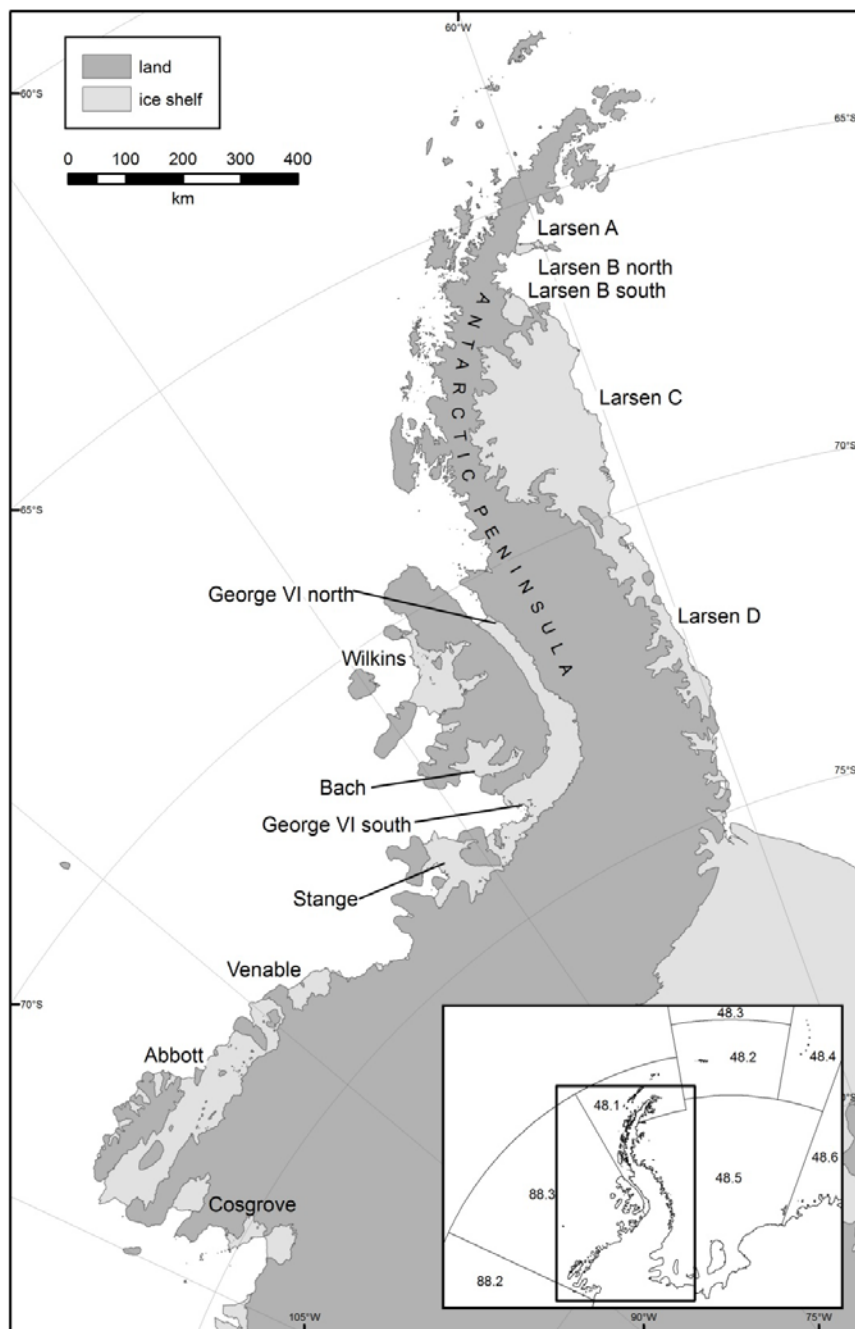 60°W
land
ice shelf
60°S
65°S
0 100 200 300 400
km
Larsen A
Larsen B north
Larsen B south
ANTARCTIC PENINSULA
Larsen C
70°S
65°S
George VI north
Larsen D
Wilkins
75°S
Bach
George VI south
Stange
Venable
70°S
Abbott
Cosgrove
48.3
48.2
48.4
48.1
48.6
48.5
88.3
88.2
105°W
90°W
75°W